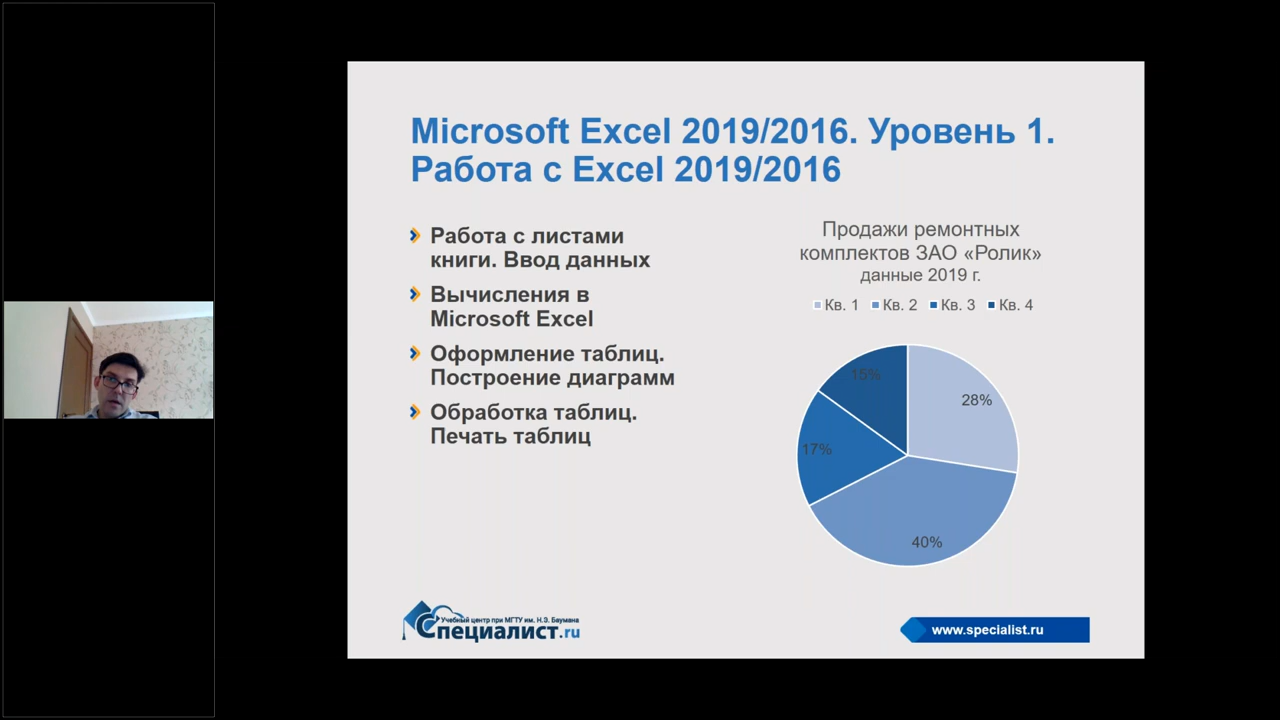 Microsoft Excel 2019/2016. Уровень 1.
Работа с Excel 2019/2016
Работа с листами
книги. Ввод данных
Вычисления в
Microsoft Excel
Оформление таблиц.
Построение диаграмм
Обработка таблиц.
Печать таблиц
Продажи ремонтных
комплектов ЗАО «Ролик»
данные 2019 г.
Кв. 1 Кв. 2 Кв. 3 Кв. 4
15%
28%
17%
40%
Учебный центр при МГТУ им. Н.Э. Баумана
Специалист.ru
www.specialist.ru